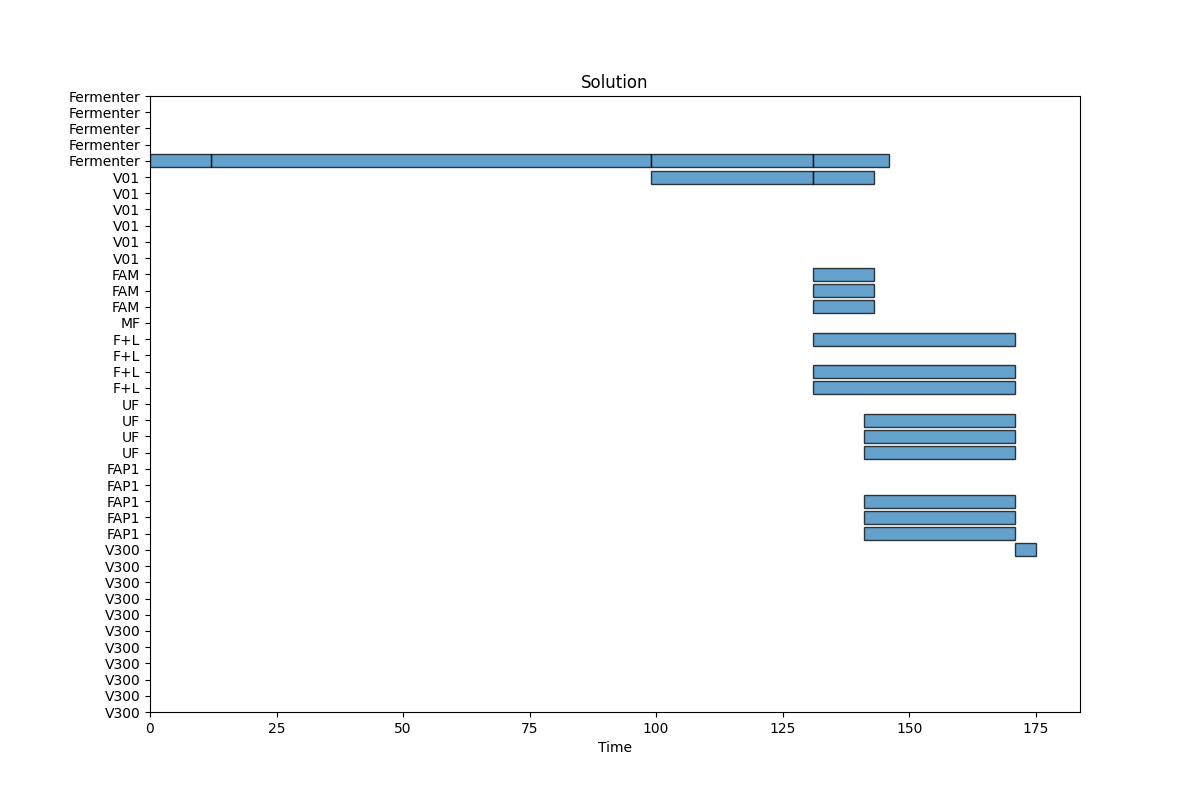 Solution
Fermenter
Fermenter
Fermenter
Fermenter
Fermenter
V01
V01
V01
V01
V01
V01
FAM
FAM
FAM
MF
F+L
F+L
F+L
F+L
UF
UF
UF
UF
FAP1
FAP1
FAP1
FAP1
FAP1
V300
V300
V300
V300
V300
V300
V300
V300
V300
V300
V300
0 25 50 75 100 125 150 175
Time